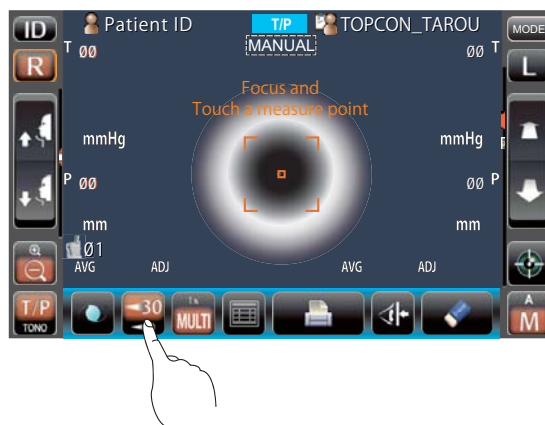 ID Patient ID T/P TOPCON_TAROU MODE
R T 00 MANUAL 00 T L
Focus and
Touch a measure point
mmHg mmHg
P 00 00 P
mm mm
01
AVG ADJ AVG ADJ
T/P TONO 30 MULTI A M